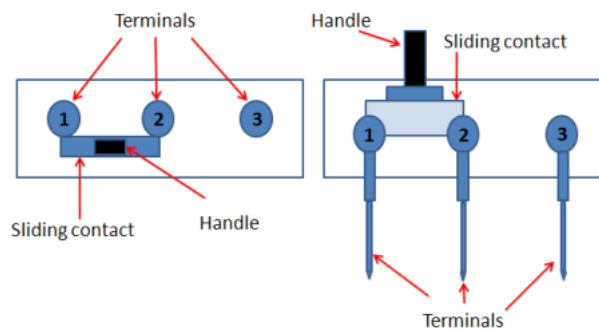 Terminals
1
2
3
Sliding contact
Handle
Handle
Sliding contact
1
2
3
Terminals